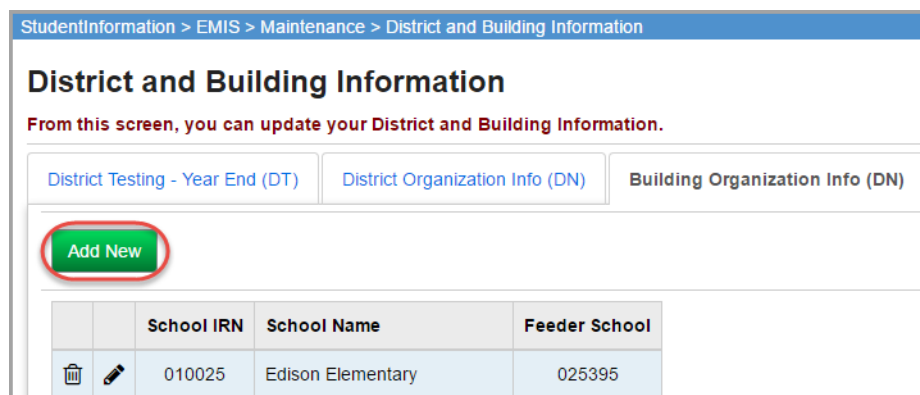 StudentInformation > EMIS > Maintenance > District and Building Information
District and Building Information
From this screen, you can update your District and Building Information.
District Testing - Year End (DT) District Organization Info (DN) Building Organization Info (DN)
Add New
School IRN School Name Feeder School
010025 Edison Elementary 025395